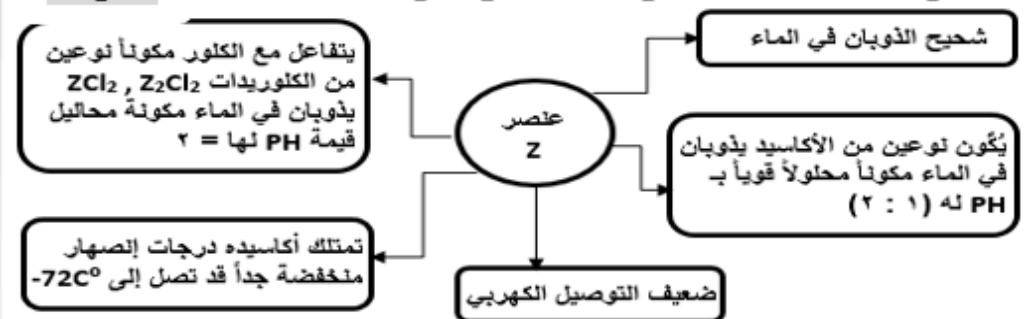 شحيح الذوبان في الماء
يتفاعل مع الكلور مكوناً نوعين
من الكلوريدات ZCl₂ , Z₂Cl₂
يذوبان في الماء مكونة محاليل
قيمة PH لها = ٢
عنصر
Z
يُكَون نوعين من الأكاسيد يذوبان
في الماء مكوناً محلولاً قوياً بـ
PH له (١ : ٢)
تمتلك أكاسيده درجات إنصهار
منخفضة جداً قد تصل إلى -72C⁰
ضعيف التوصيل الكهربي